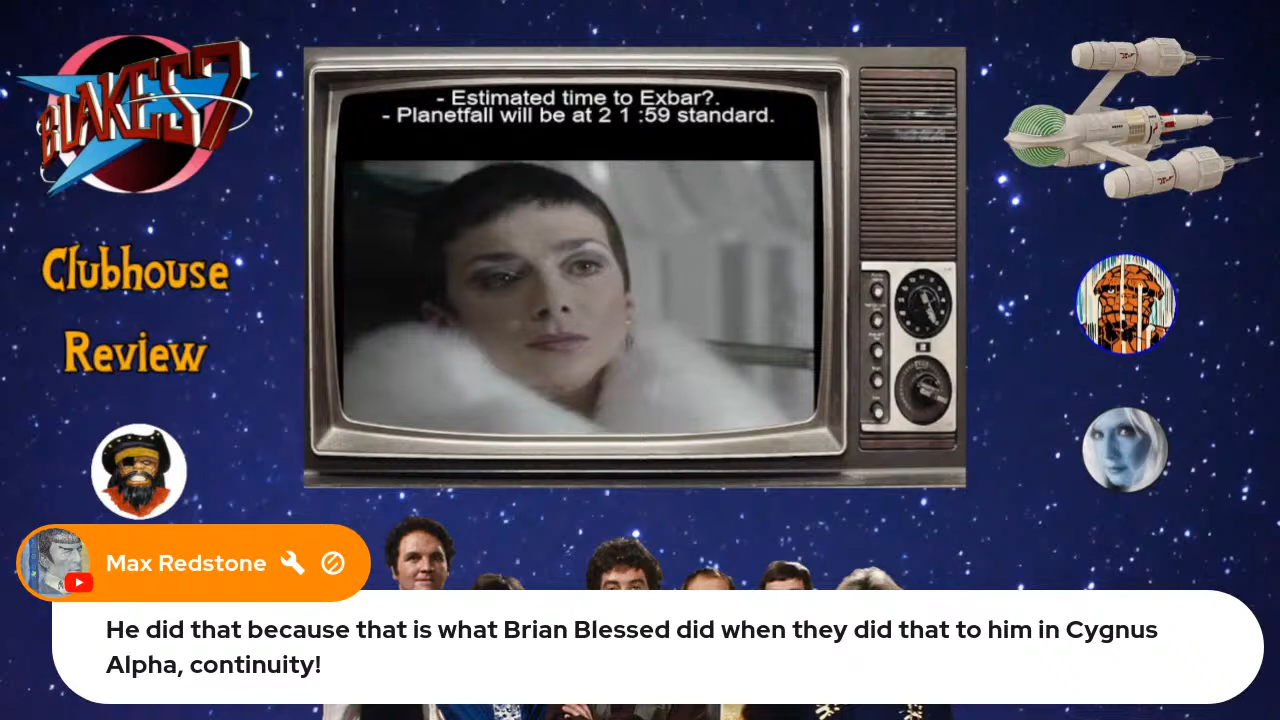 BLAKES 7
- Estimated time to Exbar?.
- Planetfall will be at 2 1 :59 standard.
Clubhouse
Review
Max Redstone
He did that because that is what Brian Blessed did when they did that to him in Cygnus
Alpha, continuity!